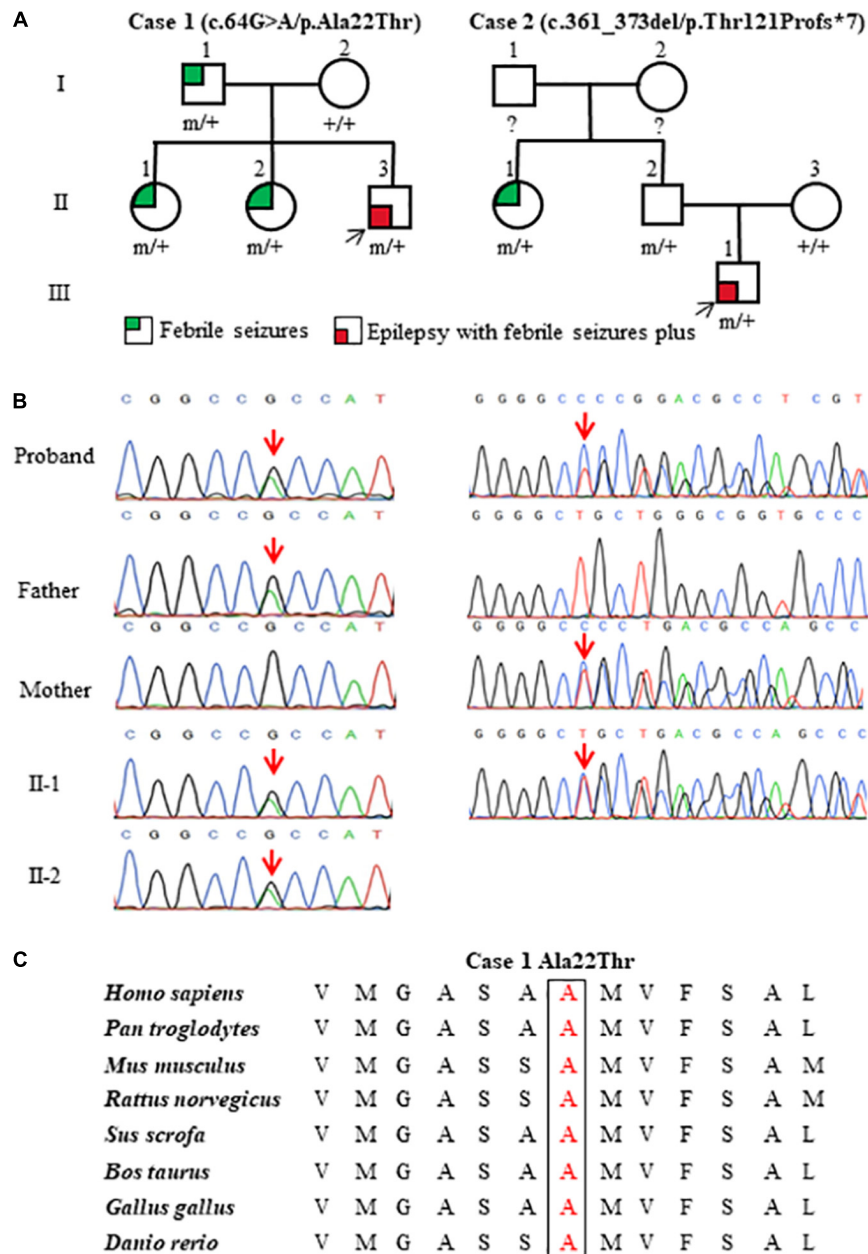 A
Case 1 (c.64G>A/p.Ala22Thr) Case 2 (c.361_373del/p.Thr121Profs*7)
1 2 1 2
I
m/+ +/+ ? ?
1 2 3 1 2 3
II
m/+ m/+ m/+ m/+ m/+ +/+
1
III
m/+
Febrile seizures Epilepsy with febrile seizures plus
B
C G G C C G C C A T G G G G C C C C G G A C G C C T C G T
Proband
C G G C C G C C A T G G G G C T G C T G G G C G G T G C C C
Father
C G G C C G C C A T G G G G C C C C T G A C G C C A G C C
Mother
C G G C C G C C A T G G G G C T G C T G A C G C C A G C C C
II-1
C G G C C G C C A T
II-2
C
Case 1 Ala22Thr
Homo sapiens V M G A S A A M V F S A L
Pan troglodytes V M G A S A A M V F S A L
Mus musculus V M G A S S A M V F S A M
Rattus norvegicus V M G A S S A M V F S A M
Sus scrofa V M G A S A A M V F S A L
Bos taurus V M G A S A A M V F S A L
Gallus gallus V M G A S A A M V F S A L
Danio rerio V M G A S S A M V F S A L